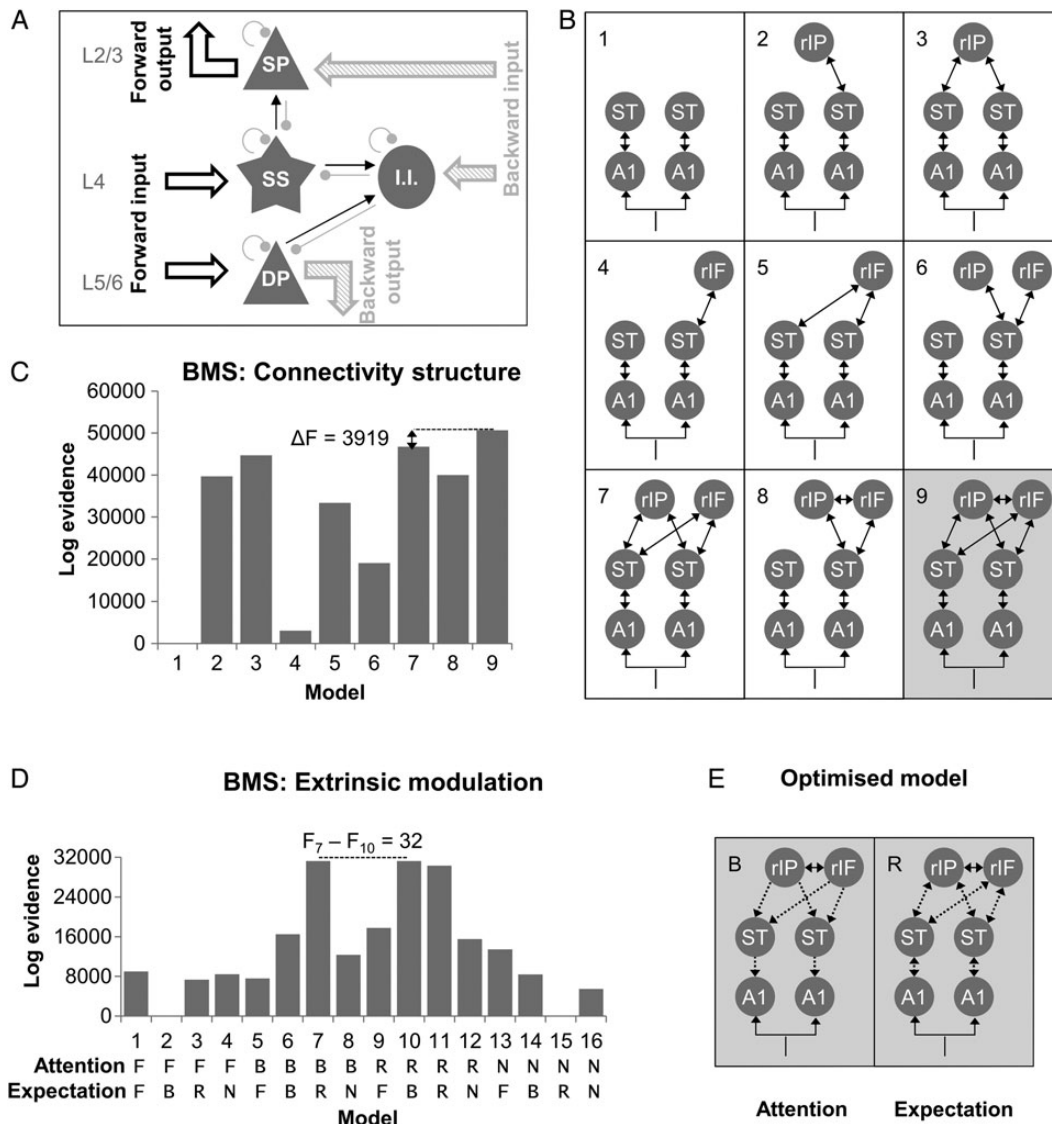 A
L2/3
Forward output
SP
Backward input
L4
Forward input
SS
I.I.
Backward input
L5/6
Forward input
DP
Backward output
B
1
ST ST
A1 A1
2
rIP
ST ST
A1 A1
3
rIP
ST ST
A1 A1
4
rIF
ST ST
A1 A1
5
rIF
ST ST
A1 A1
6
rIP rIF
ST ST
A1 A1
7
rIP rIF
ST ST
A1 A1
8
rIP rIF
ST ST
A1 A1
9
rIP rIF
ST ST
A1 A1
C
BMS: Connectivity structure
Log evidence
60000
50000
40000
30000
20000
10000
0
ΔF = 3919
1 2 3 4 5 6 7 8 9
Model
D
BMS: Extrinsic modulation
Log evidence
32000
24000
16000
8000
0
F7 – F10 = 32
1 2 3 4 5 6 7 8 9 10 11 12 13 14 15 16
Attention F F F F B B B B R R R R N N N N
Expectation F B R N F B R N F B R N F B R N
Model
E
Optimised model
B
rIP rIF
ST ST
A1 A1
R
rIP rIF
ST ST
A1 A1
Attention
Expectation